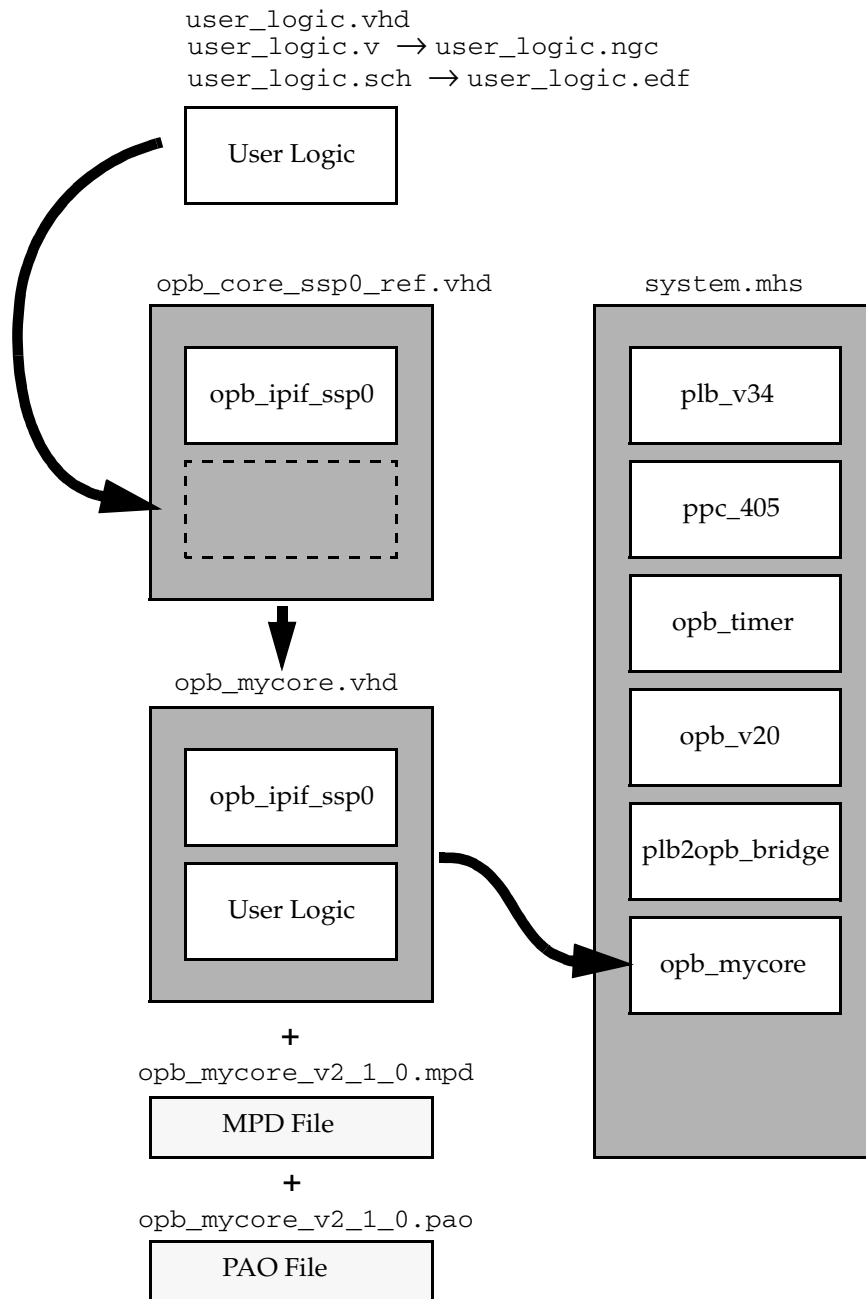 user_logic.vhd
user_logic.v → user_logic.ngc
user_logic.sch → user_logic.edf
User Logic
opb_core_ssp0_ref.vhd
opb_ipif_ssp0
opb_mycore.vhd
opb_ipif_ssp0
User Logic
+
opb_mycore_v2_1_0.mpd
MPD File
+
opb_mycore_v2_1_0.pao
PAO File
system.mhs
plb_v34
ppc_405
opb_timer
opb_v20
plb2opb_bridge
opb_mycore